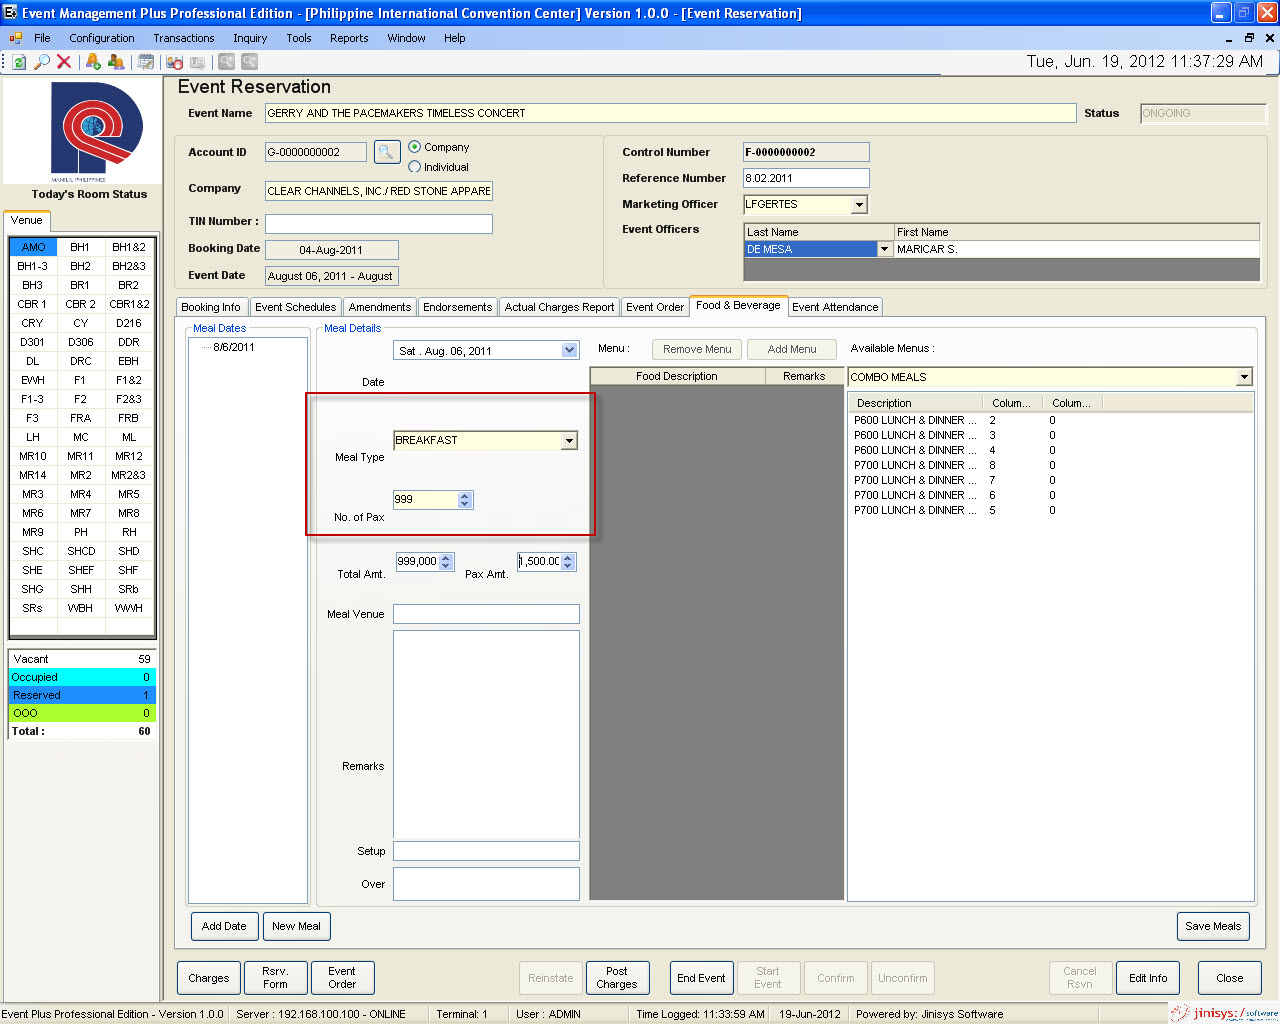 Event Management Plus Professional Edition - [Philippine International Convention Center] Version 1.0.0 - [Event Reservation]
File Configuration Transactions Inquiry Tools Reports Window Help
Tue, Jun. 19, 2012 11:37:29 AM
MANILA, PHILIPPINES
Today's Room Status
Venue
AMO BH1 BH1&2
BH1-3 BH2 BH2&3
BH3 BR1 BR2
CBR 1 CBR 2 CBR1&2
CRY CY D216
D301 D306 DDR
DL DRC EBH
EWH F1 F1&2
F1-3 F2 F2&3
F3 FRA FRB
LH MC ML
MR10 MR11 MR12
MR14 MR2 MR2&3
MR3 MR4 MR5
MR6 MR7 MR8
MR9 PH RH
SHC SHCD SHD
SHE SHEF SHF
SHG SHH SRb
SRs WBH WWH
Vacant 59
Occupied 0
Reserved 1
OOO 0
Total : 60
Event Reservation
Event Name GERRY AND THE PACEMAKERS TIMELESS CONCERT Status ONGOING
Account ID G-0000000002 Company
Individual
Company CLEAR CHANNELS, INC./ RED STONE APPARE
TIN Number :
Booking Date 04-Aug-2011
Event Date August 06, 2011 - August
Control Number F-0000000002
Reference Number 8.02.2011
Marketing Officer LFGERTES
Event Officers Last Name First Name
DE MESA MARICAR S.
Booking Info Event Schedules Amendments Endorsements Actual Charges Report Event Order Food & Beverage Event Attendance
Meal Dates
8/6/2011
Meal Details
Sat . Aug. 06, 2011
Date
BREAKFAST
Meal Type
999
No. of Pax
999,000 1,500.00
Total Amt. Pax Amt.
Meal Venue
Remarks
Setup
Over
Menu : Remove Menu Add Menu
Food Description Remarks
Available Menus :
COMBO MEALS
Description Colum... Colum...
P600 LUNCH & DINNER ... 2 0
P600 LUNCH & DINNER ... 3 0
P600 LUNCH & DINNER ... 4 0
P700 LUNCH & DINNER ... 8 0
P700 LUNCH & DINNER ... 7 0
P700 LUNCH & DINNER ... 6 0
P700 LUNCH & DINNER ... 5 0
Add Date New Meal Save Meals
Charges Rsrv. Form Event Order Reinstate Post Charges End Event Start Event Confirm Unconfirm Cancel Rsvn Edit Info Close
Event Plus Professional Edition - Version 1.0.0 Server : 192.168.100.100 - ONLINE Terminal: 1 User : ADMIN Time Logged: 11:33:59 AM 19-Jun-2012 Powered by: Jinisys Software
jinisys:/software